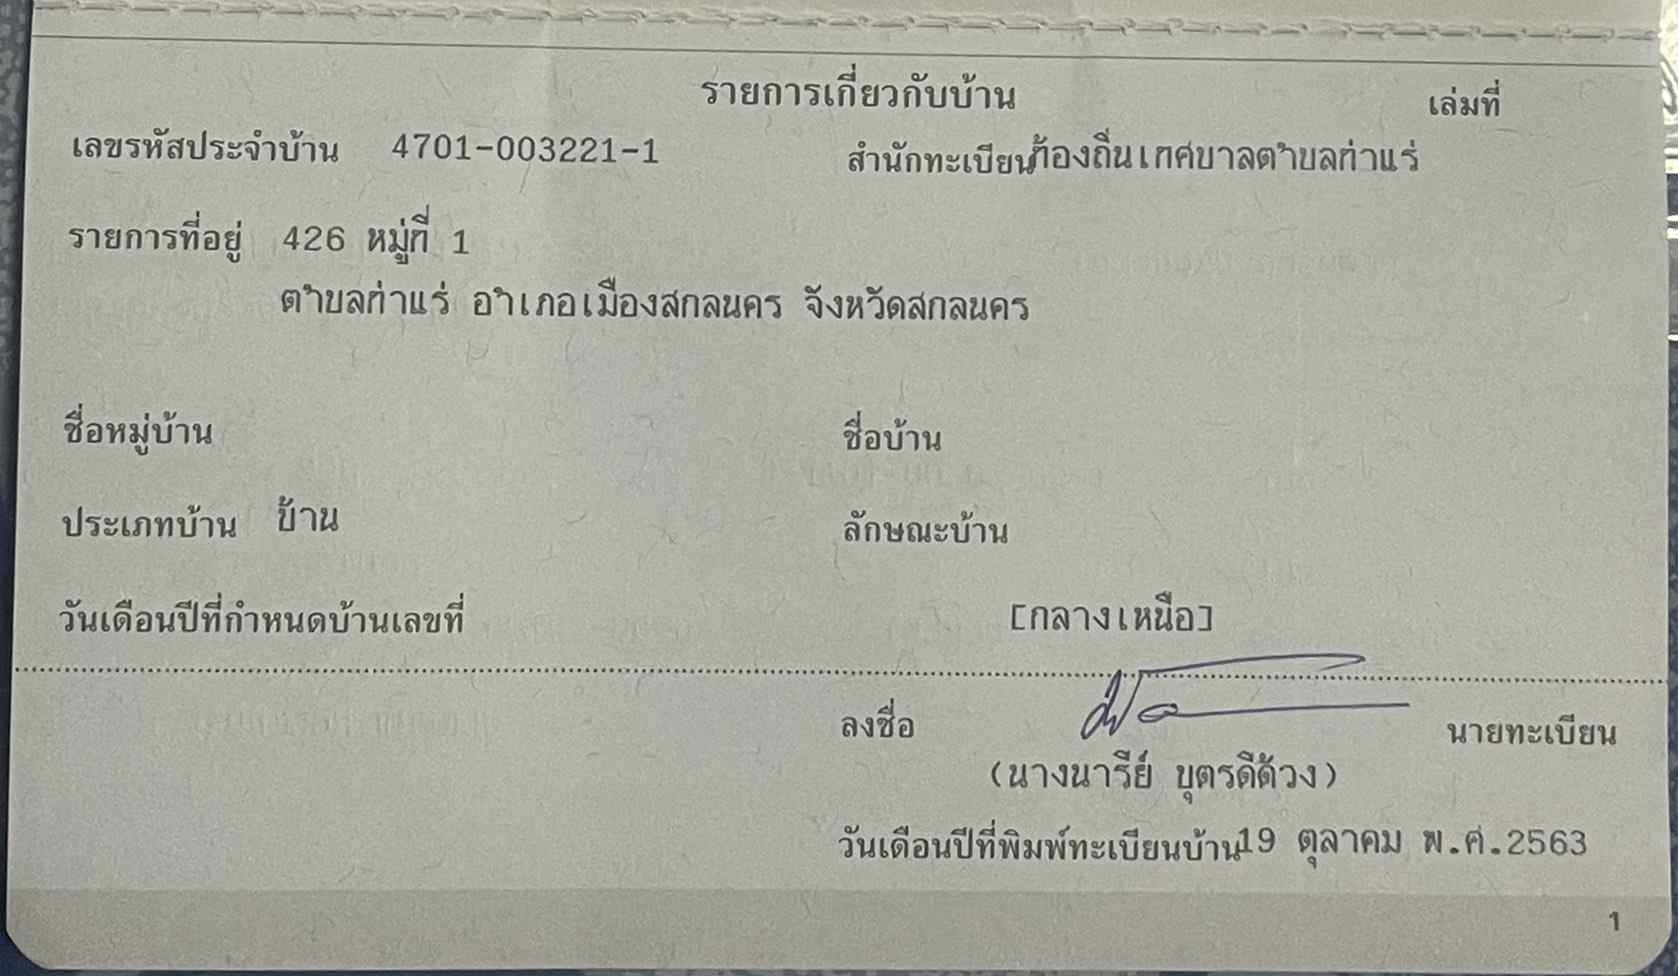 รายการเกี่ยวกับบ้าน เล่มที่
เลขรหัสประจำบ้าน 4701-003221-1 สำนักทะเบียนท้องถิ่นเทศบาลตำบลท่าแร่
รายการที่อยู่ 426 หมู่ที่ 1
ตำบลท่าแร่ อำเภอเมืองสกลนคร จังหวัดสกลนคร
ชื่อหมู่บ้าน ชื่อบ้าน
ประเภทบ้าน บ้าน ลักษณะบ้าน
วันเดือนปีที่กำหนดบ้านเลขที่ [กลางเหนือ]
ลงชื่อ นายทะเบียน
(นางนารีย์ บุตรดีด้วง)
วันเดือนปีที่พิมพ์ทะเบียนบ้าน 19 ตุลาคม พ.ศ.2563
1